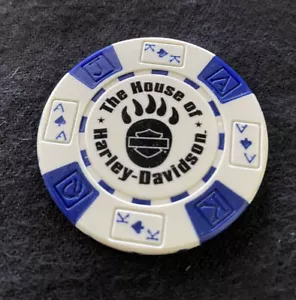 The House of
Harley-Davidson
K K
A
K
K K
Q
A A
J